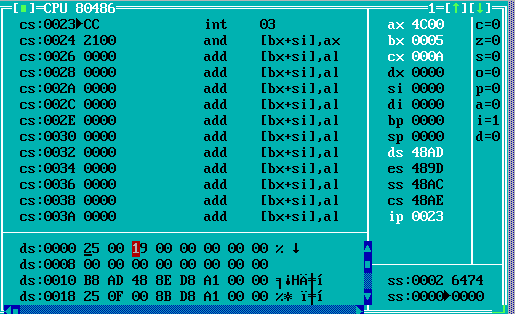 [■]=CPU 80486 1=[↑][↓]
cs:0023►CC int 03 ax 4C00 c=0
cs:0024 2100 and [bx+si],ax bx 0005 z=0
cs:0026 0000 add [bx+si],al cx 000A s=0
cs:0028 0000 add [bx+si],al dx 0000 o=0
cs:002A 0000 add [bx+si],al si 0000 p=0
cs:002C 0000 add [bx+si],al di 0000 a=0
cs:002E 0000 add [bx+si],al bp 0000 i=1
cs:0030 0000 add [bx+si],al sp 0000 d=0
cs:0032 0000 add [bx+si],al ds 48AD
cs:0034 0000 add [bx+si],al es 489D
cs:0036 0000 add [bx+si],al ss 48AC
cs:0038 0000 add [bx+si],al cs 48AE
cs:003A 0000 add [bx+si],al ip 0023
ds:0000 25 00 19 00 00 00 00 00 % ↓
ds:0008 00 00 00 00 00 00 00 00
ds:0010 B8 AD 48 8E D8 A1 00 00 ╕¡HÄ╪í ss:0002 6474
ds:0018 25 0F 00 8B D8 A1 00 00 %☼ ï╪í ss:0000►0000